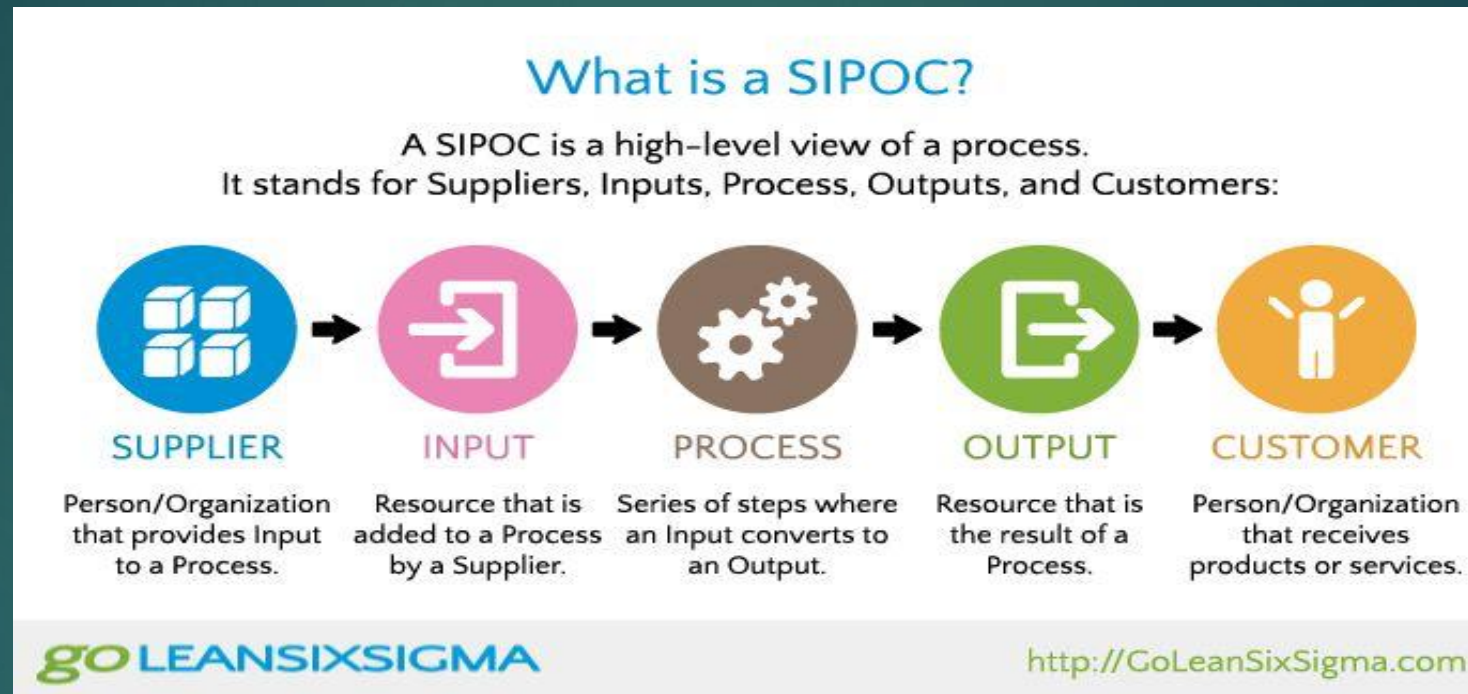 What is a SIPOC?
A SIPOC is a high-level view of a process.
It stands for Suppliers, Inputs, Process, Outputs, and Customers:
SUPPLIER
Person/Organization
that provides Input
to a Process.
INPUT
Resource that is
added to a Process
by a Supplier.
PROCESS
Series of steps where
an Input converts to
an Output.
OUTPUT
Resource that is
the result of a
Process.
CUSTOMER
Person/Organization
that receives
products or services.
goLEANSIXSIGMA
http://GoLeanSixSigma.com